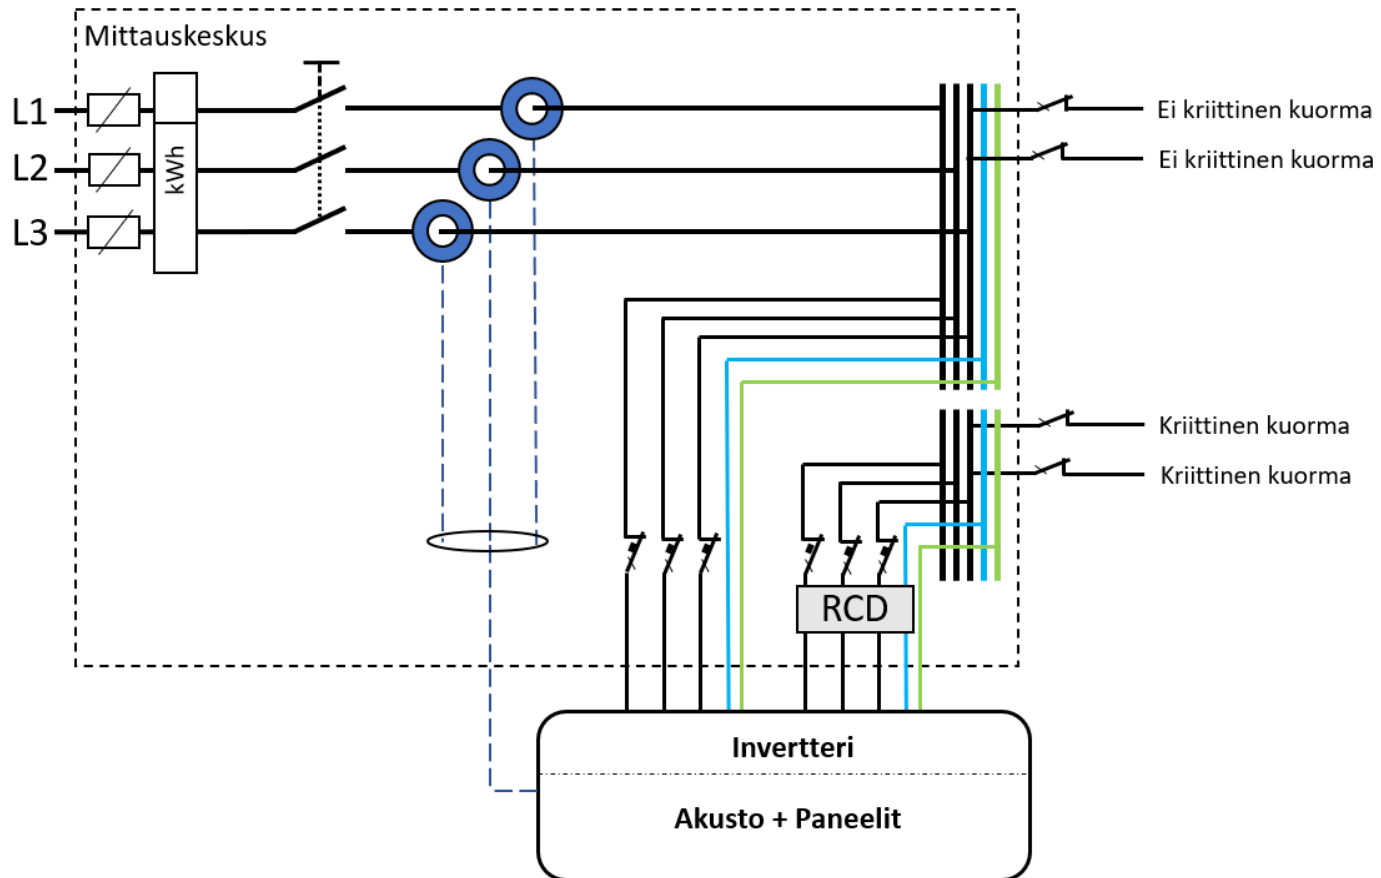 Mittauskeskus
L1
L2
L3
kWh
Ei kriittinen kuorma
Ei kriittinen kuorma
Kriittinen kuorma
Kriittinen kuorma
RCD
Invertteri
Akusto + Paneelit